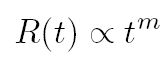 R(t) ∝ t^m